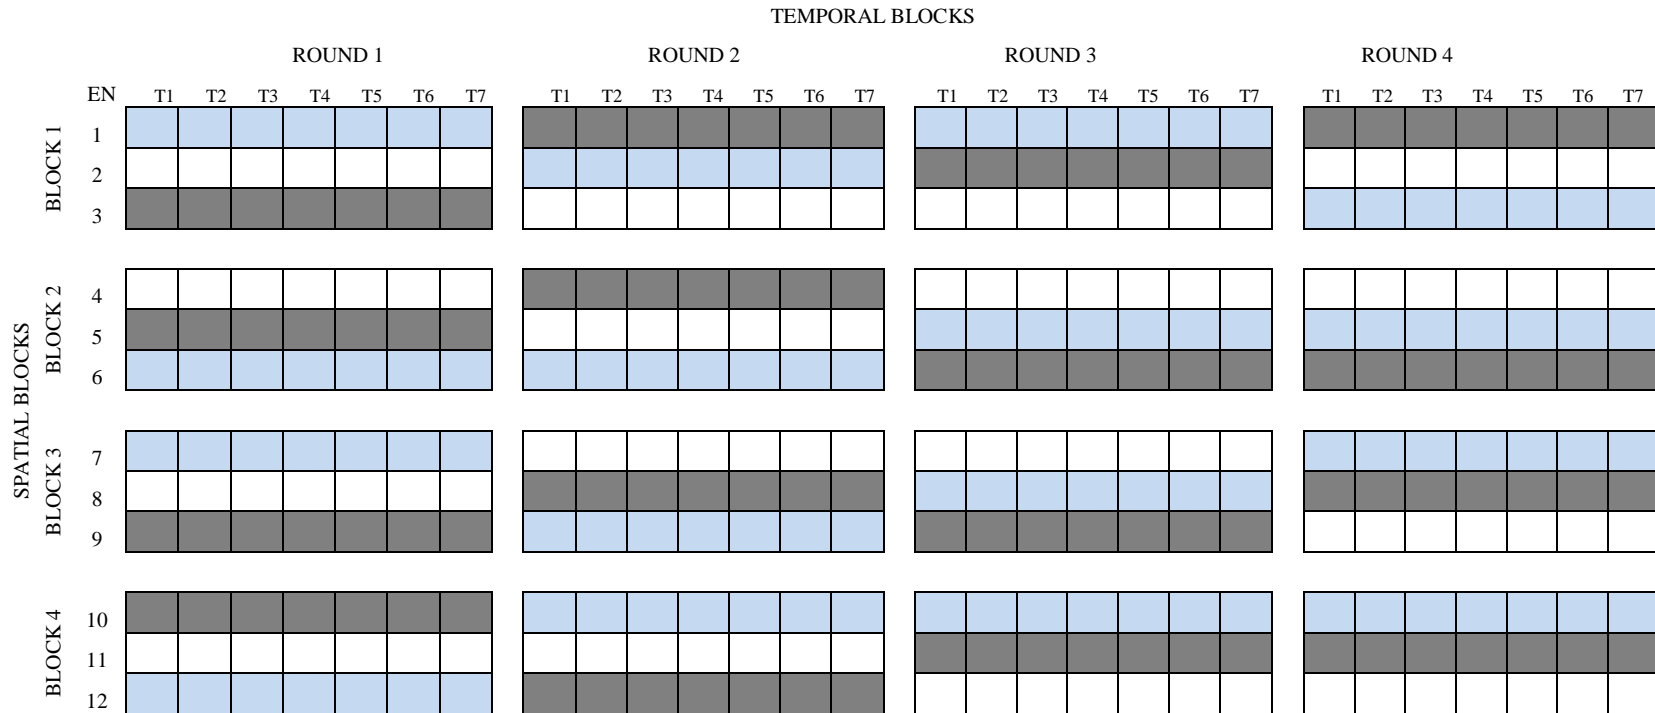 TEMPORAL BLOCKS
ROUND 1 ROUND 2 ROUND 3 ROUND 4
EN T1 T2 T3 T4 T5 T6 T7 T1 T2 T3 T4 T5 T6 T7 T1 T2 T3 T4 T5 T6 T7 T1 T2 T3 T4 T5 T6 T7
SPATIAL BLOCKS
BLOCK 1
1
2
3
BLOCK 2
4
5
6
BLOCK 3
7
8
9
BLOCK 4
10
11
12